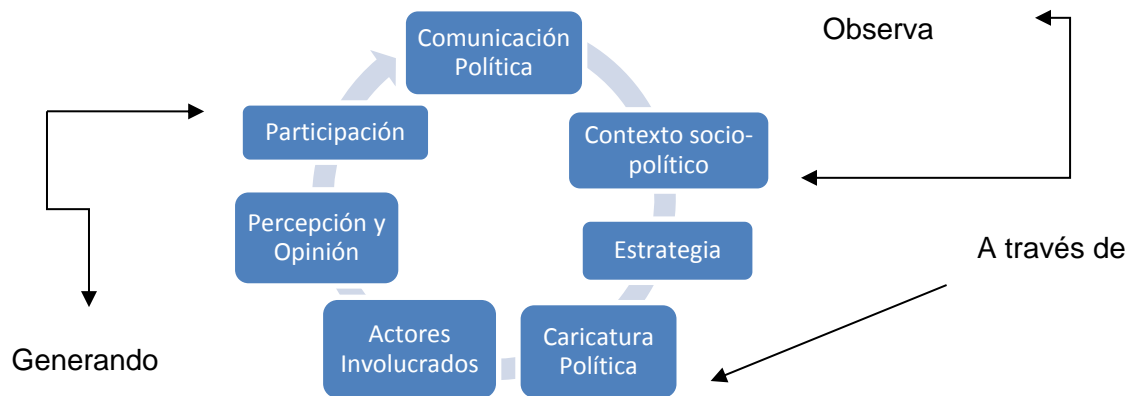 Comunicación
Política
Observa
Participación
Contexto socio-
político
Percepción y
Opinión
Estrategia
A través de
Actores
Involucrados
Caricatura
Política
Generando